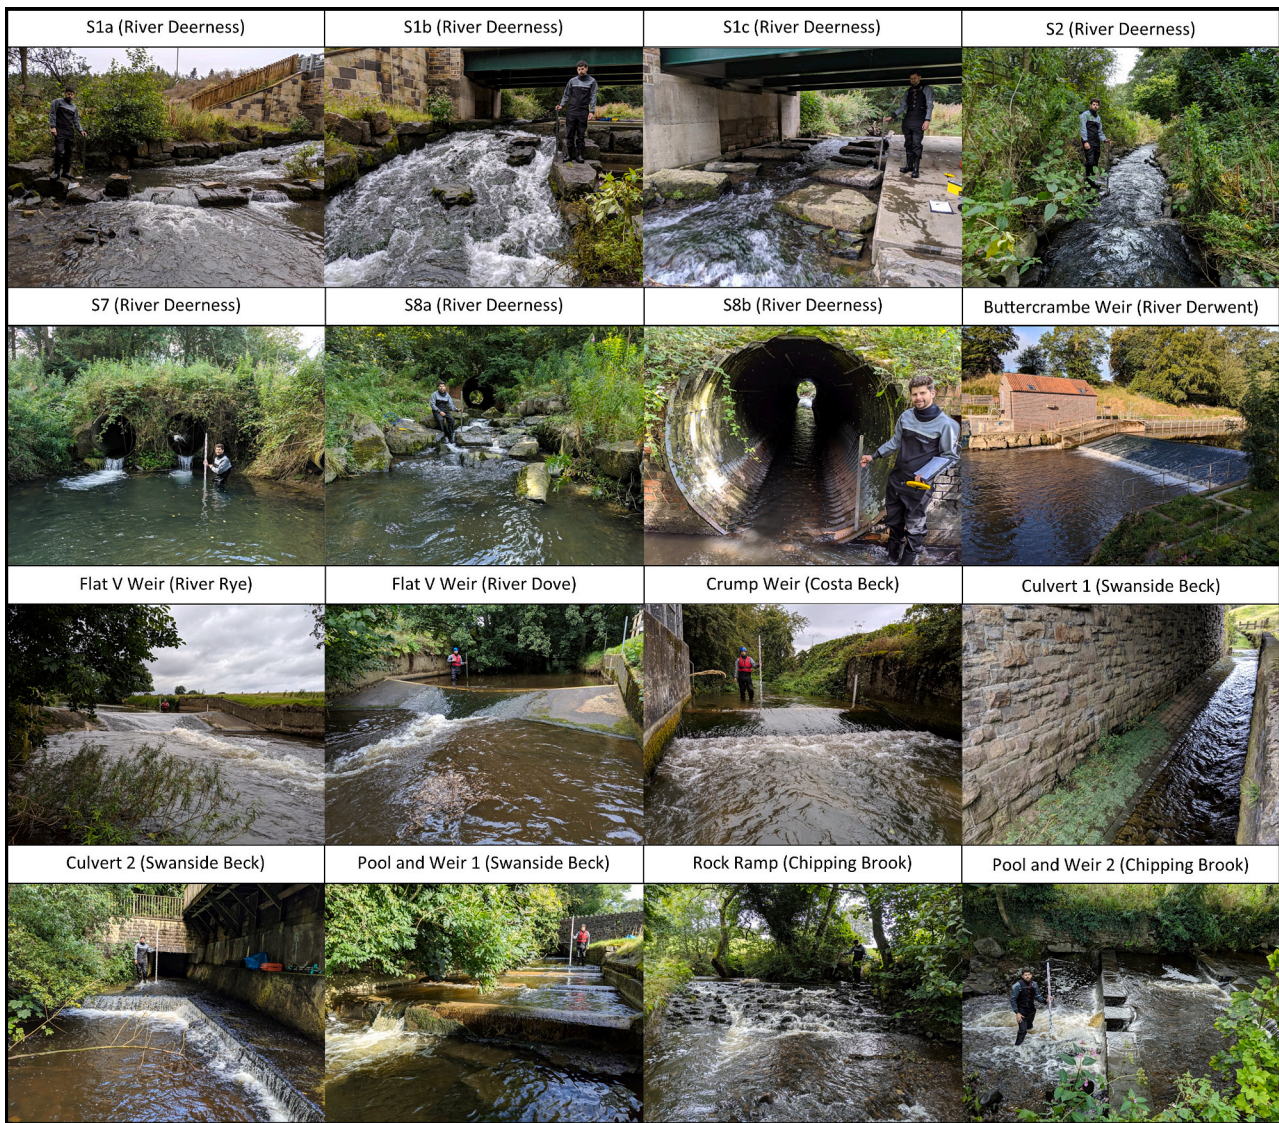 S1a (River Deerness)
S1b (River Deerness)
S1c (River Deerness)
S2 (River Deerness)
S7 (River Deerness)
S8a (River Deerness)
S8b (River Deerness)
Buttercrambe Weir (River Derwent)
Flat V Weir (River Rye)
Flat V Weir (River Dove)
Crump Weir (Costa Beck)
Culvert 1 (Swanside Beck)
Culvert 2 (Swanside Beck)
Pool and Weir 1 (Swanside Beck)
Rock Ramp (Chipping Brook)
Pool and Weir 2 (Chipping Brook)